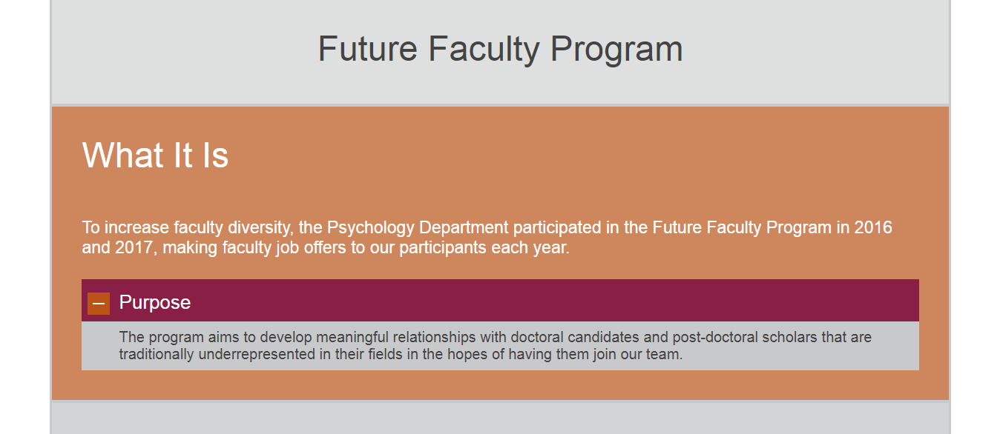 Future Faculty Program
What It Is
To increase faculty diversity, the Psychology Department participated in the Future Faculty Program in 2016
and 2017, making faculty job offers to our participants each year.
Purpose
The program aims to develop meaningful relationships with doctoral candidates and post-doctoral scholars that are
traditionally underrepresented in their fields in the hopes of having them join our team.